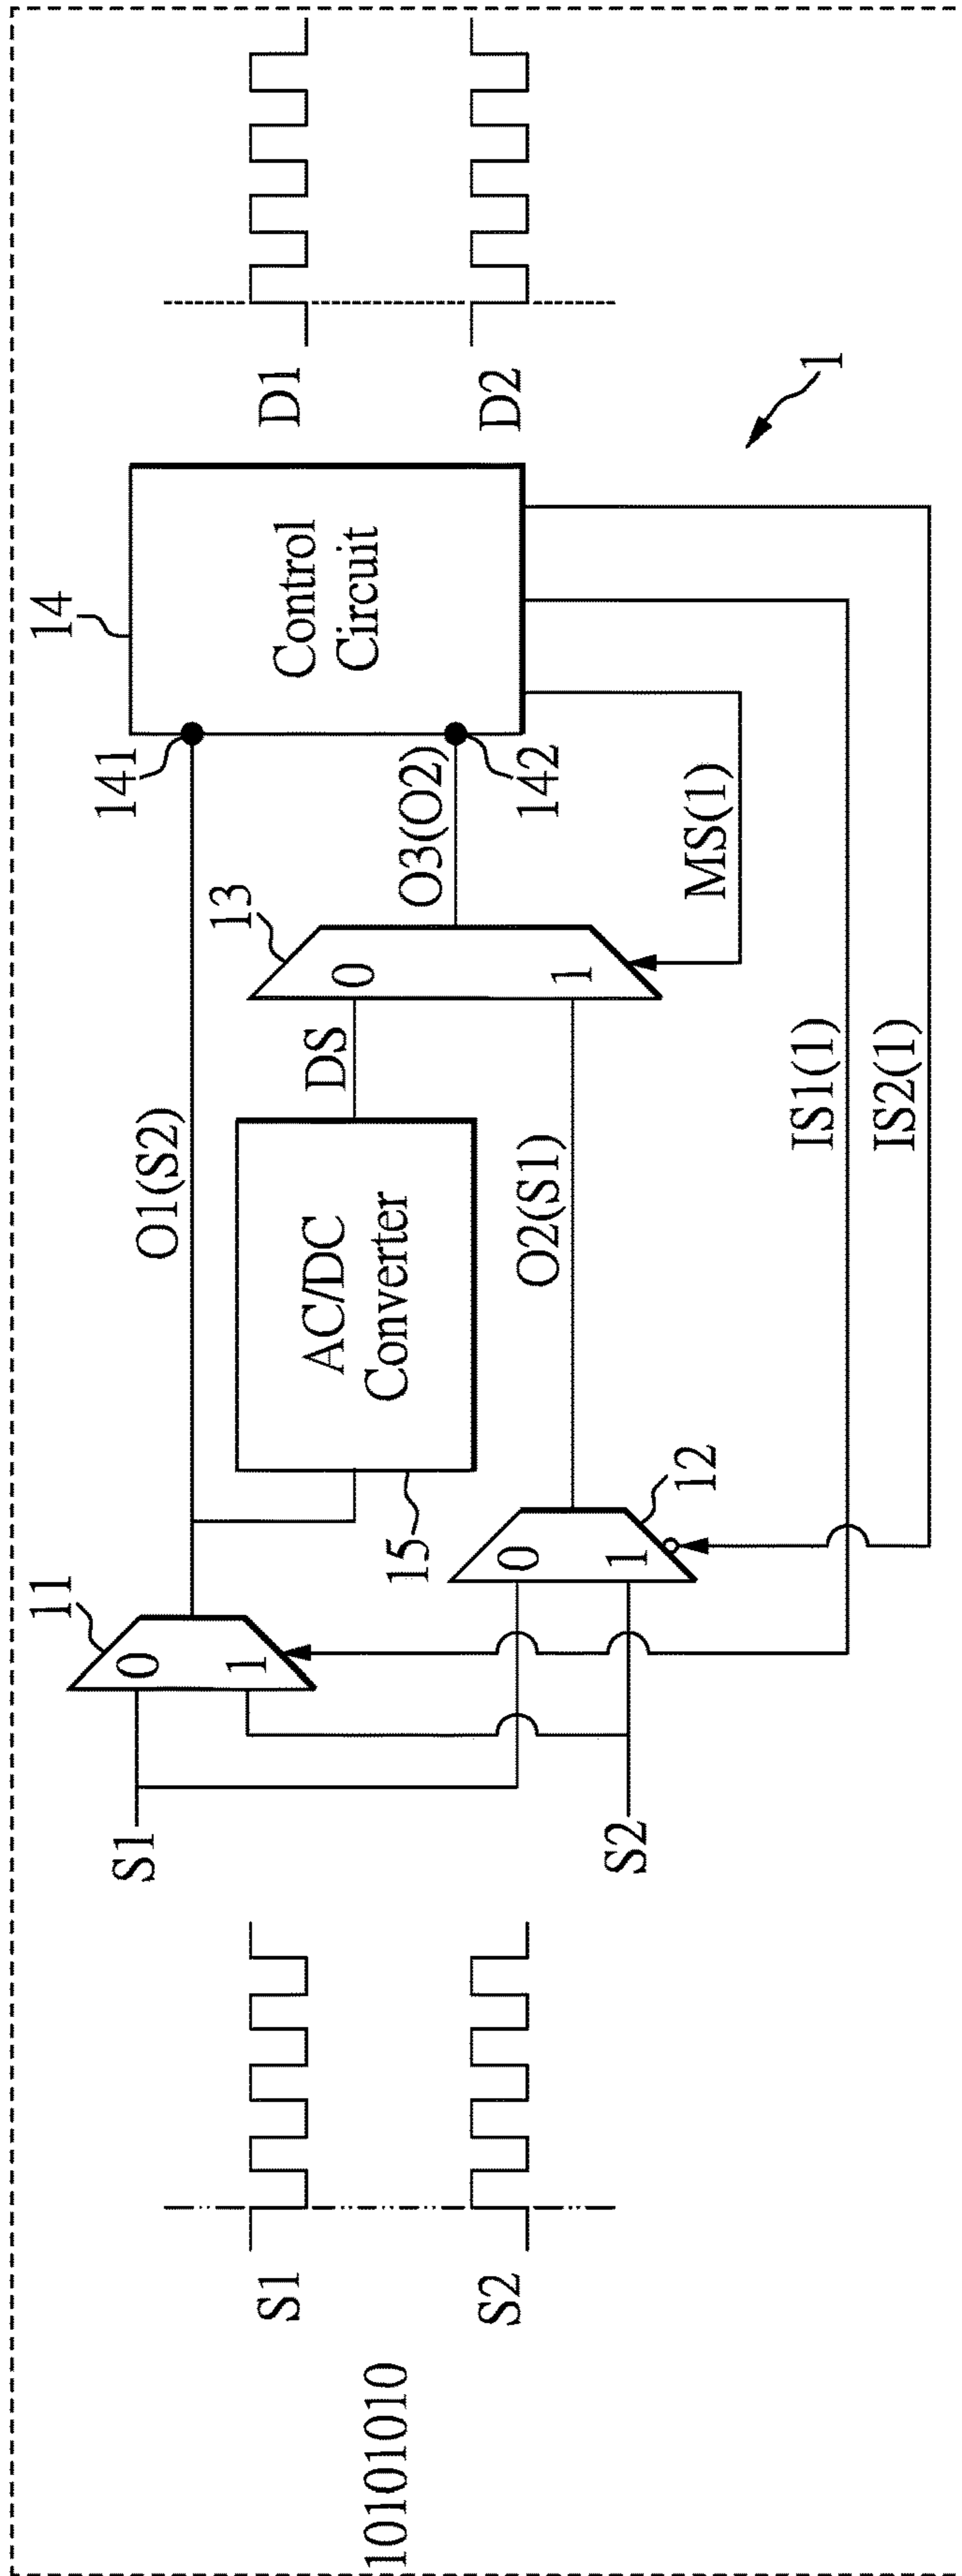 10101010
S1
S2
S1
S2
11
0
1
12
0
1
15
AC/DC
Converter
O1(S2)
O2(S1)
DS
13
0
1
O3(O2)
141
142
14
Control
Circuit
MS(1)
IS1(1)
IS2(1)
D1
D2
1